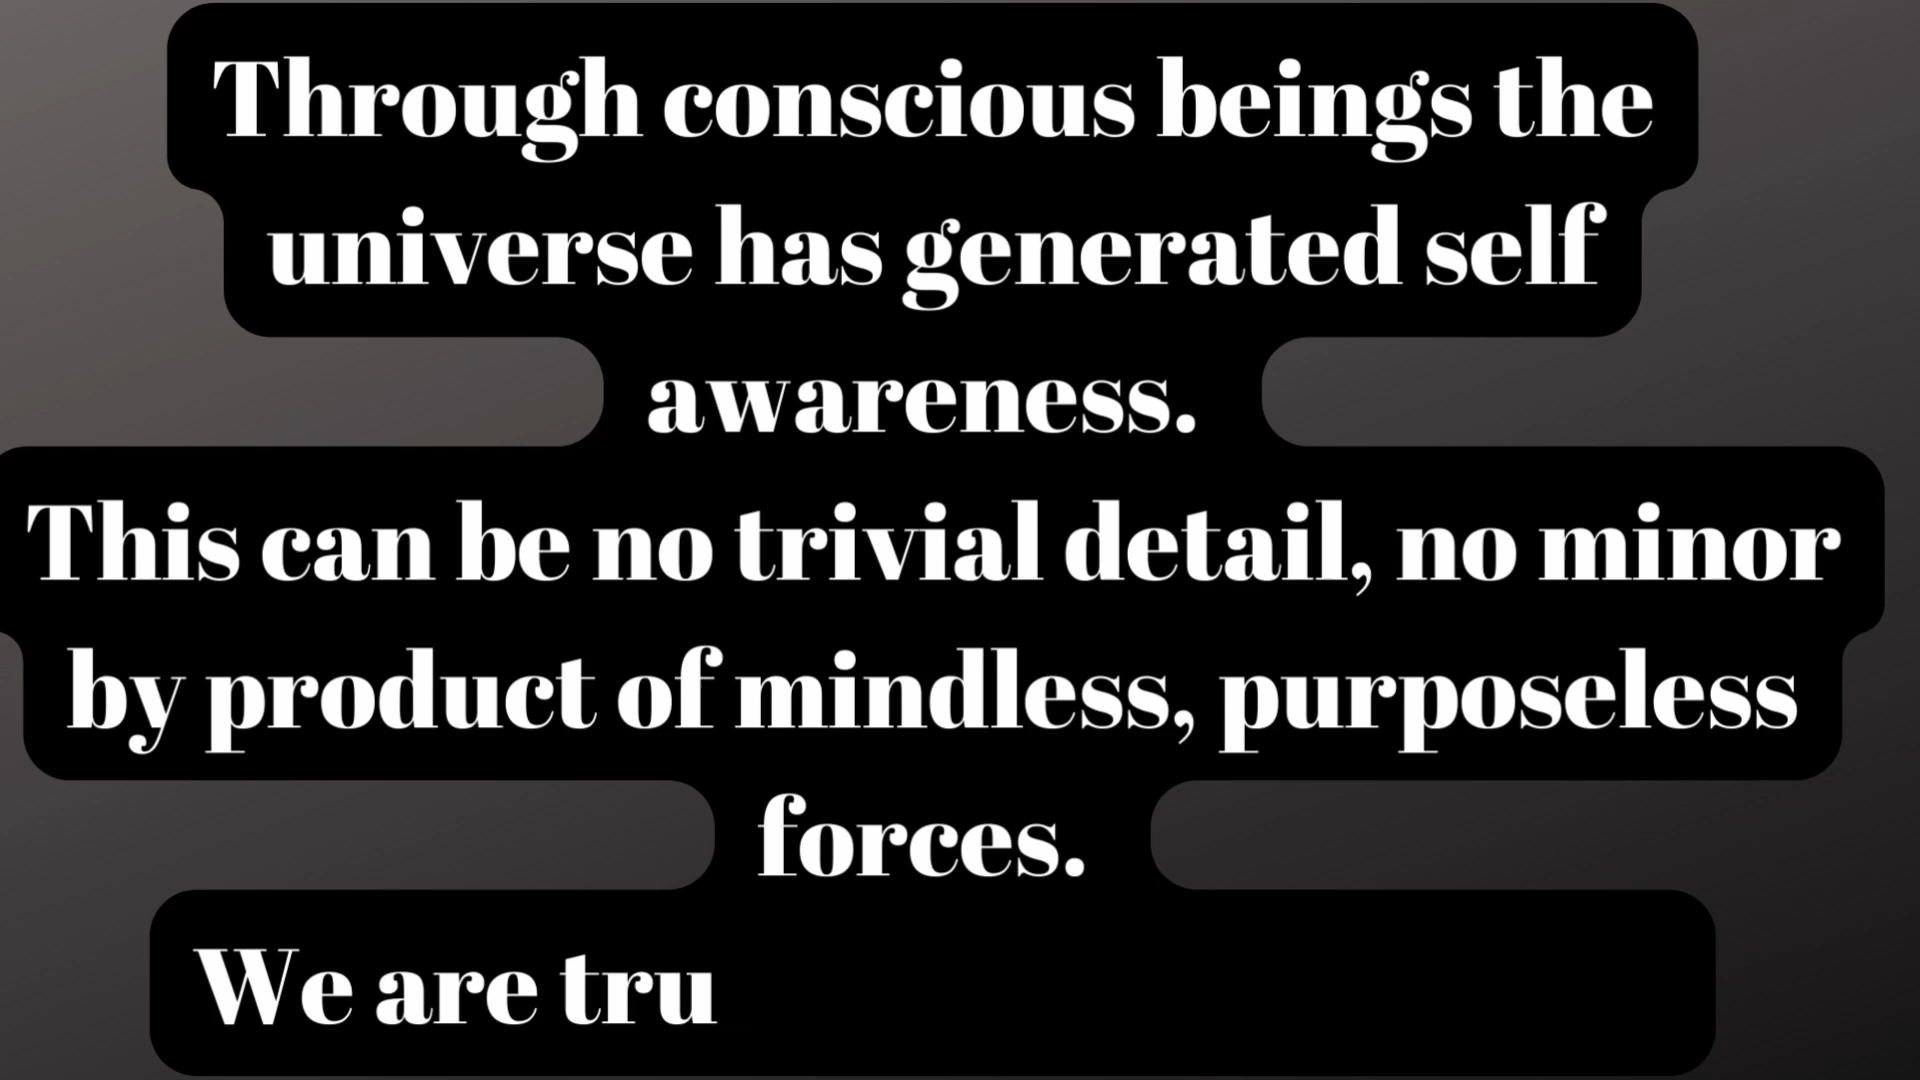 Through conscious beings the
universe has generated self
awareness.
This can be no trivial detail, no minor
by product of mindless, purposeless
forces.
We are tru